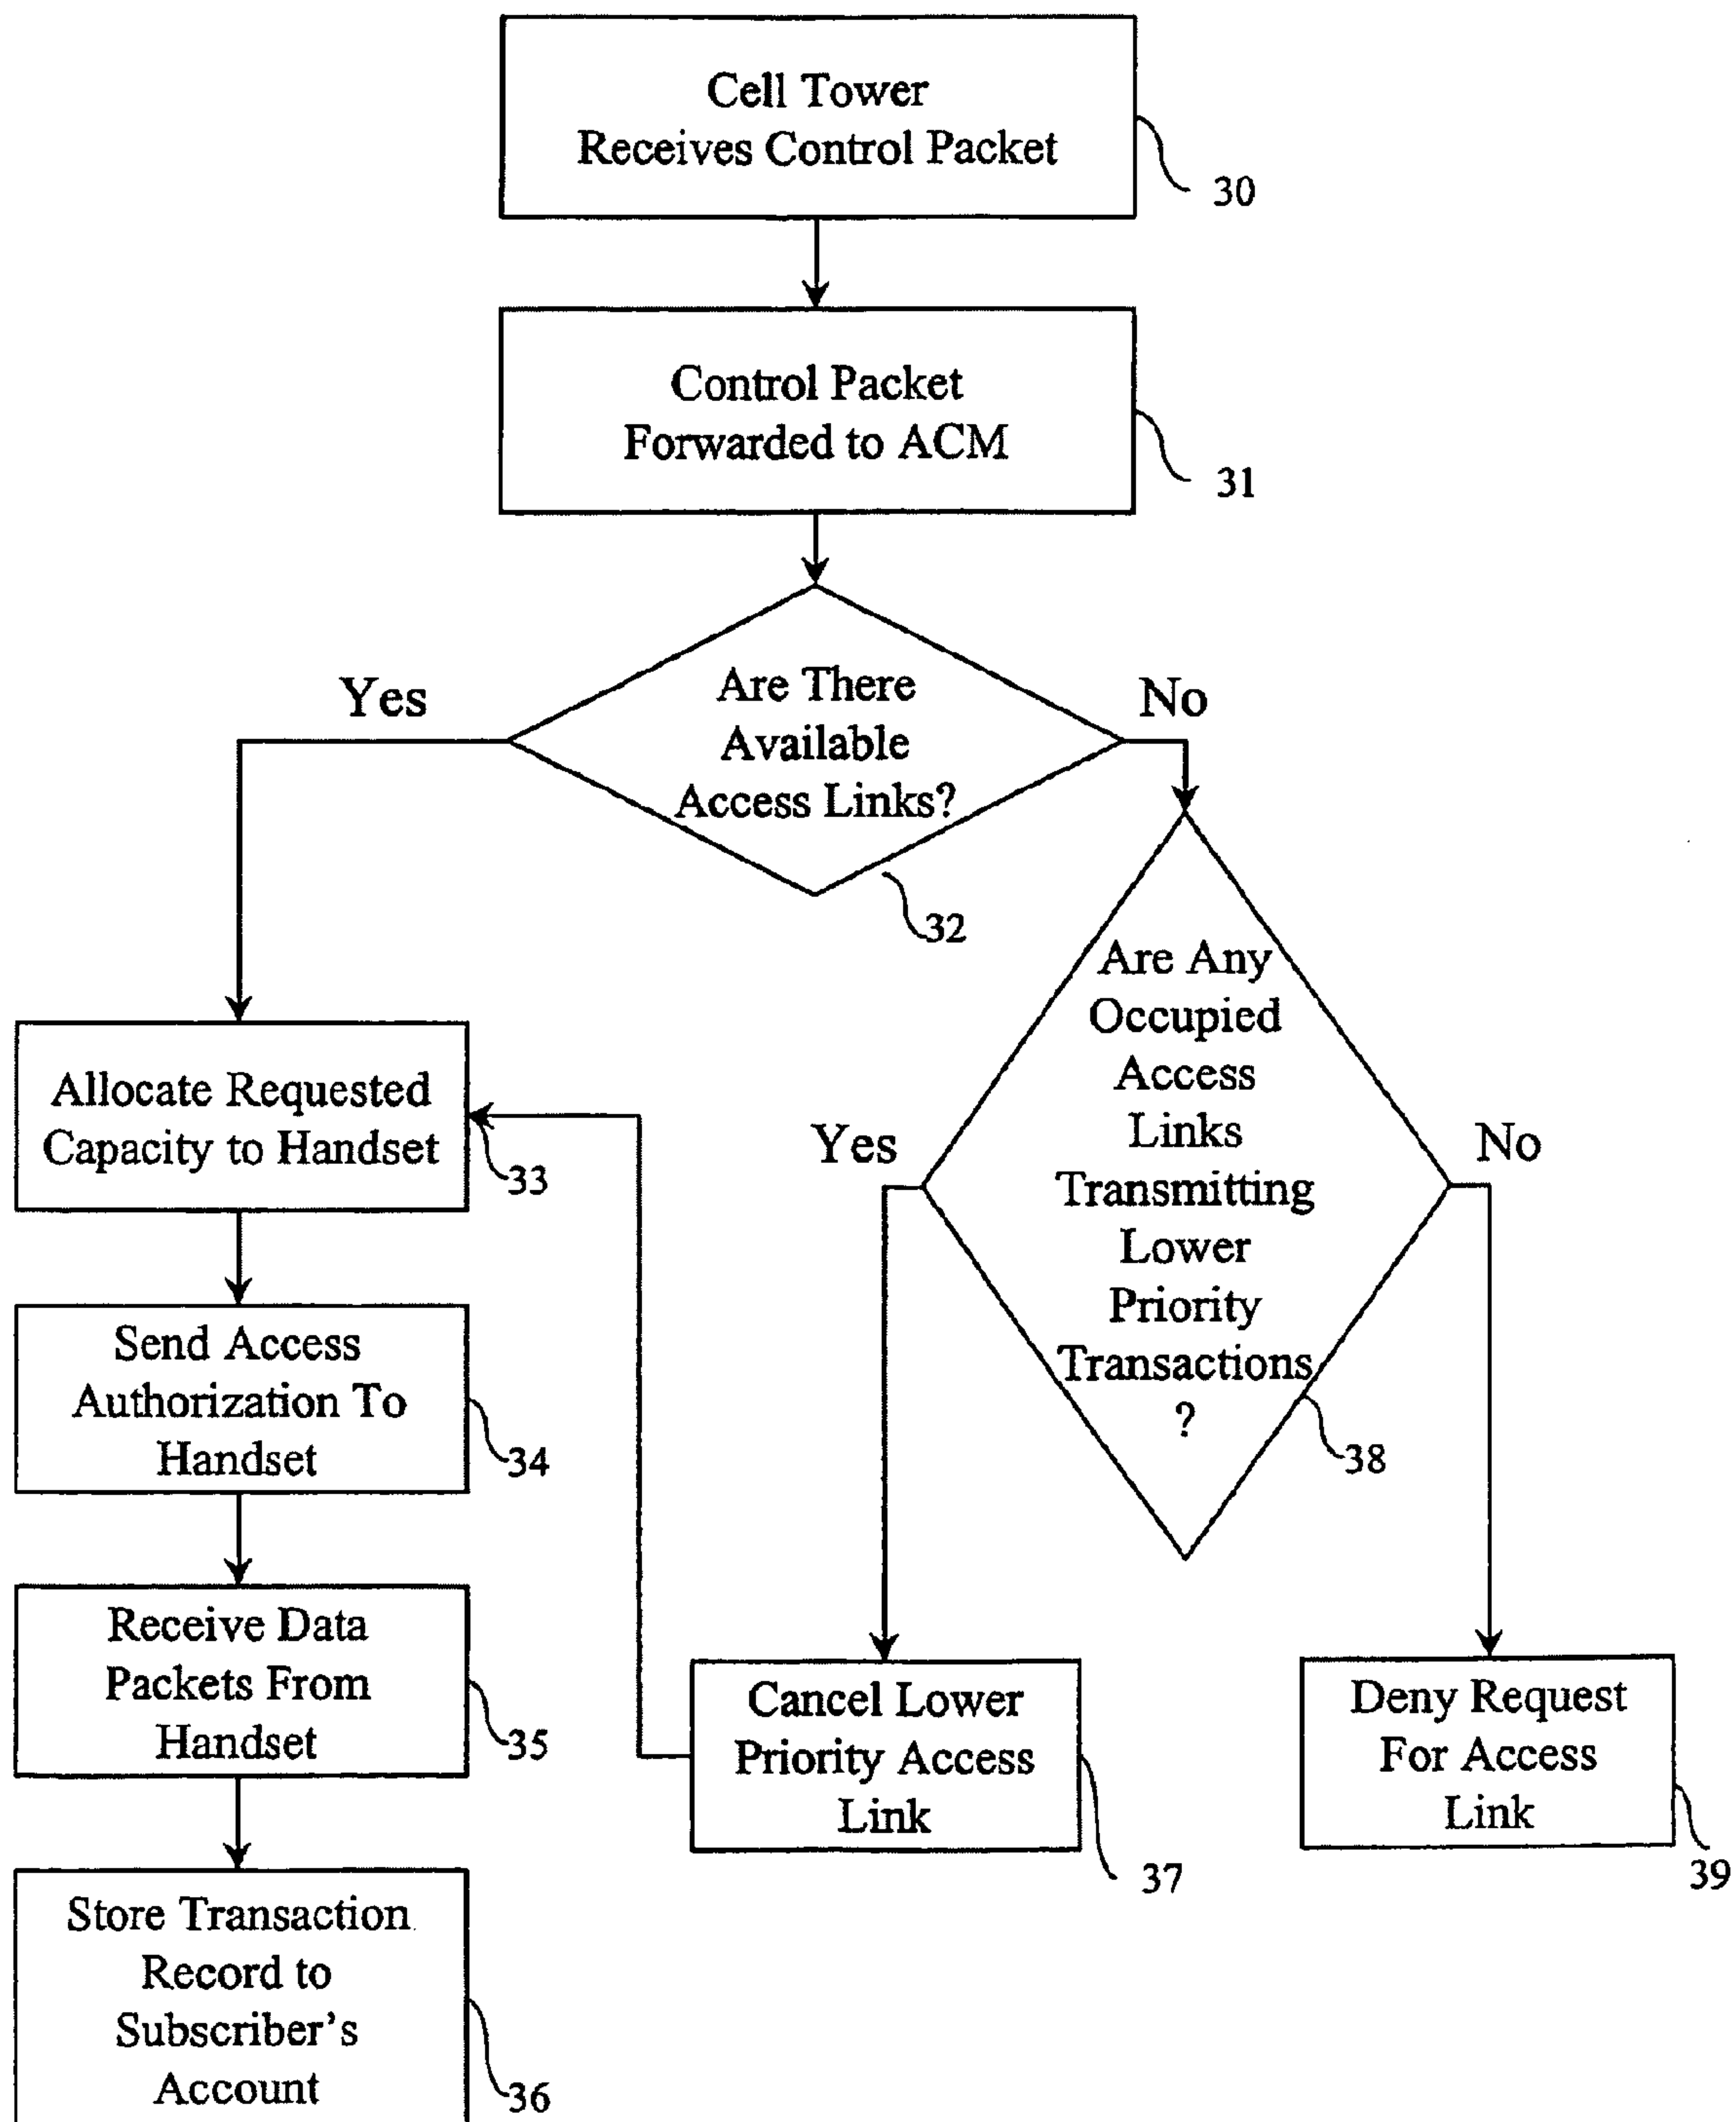 Cell Tower
Receives Control Packet
30
Control Packet
Forwarded to ACM
31
Are There
Available
Access Links?
Yes
No
32
Are Any
Occupied
Access
Links
Transmitting
Lower
Priority
Transactions
?
Yes
No
38
Allocate Requested
Capacity to Handset
33
Send Access
Authorization To
Handset
34
Receive Data
Packets From
Handset
35
Store Transaction
Record to
Subscriber's
Account
36
Cancel Lower
Priority Access
Link
37
Deny Request
For Access
Link
39